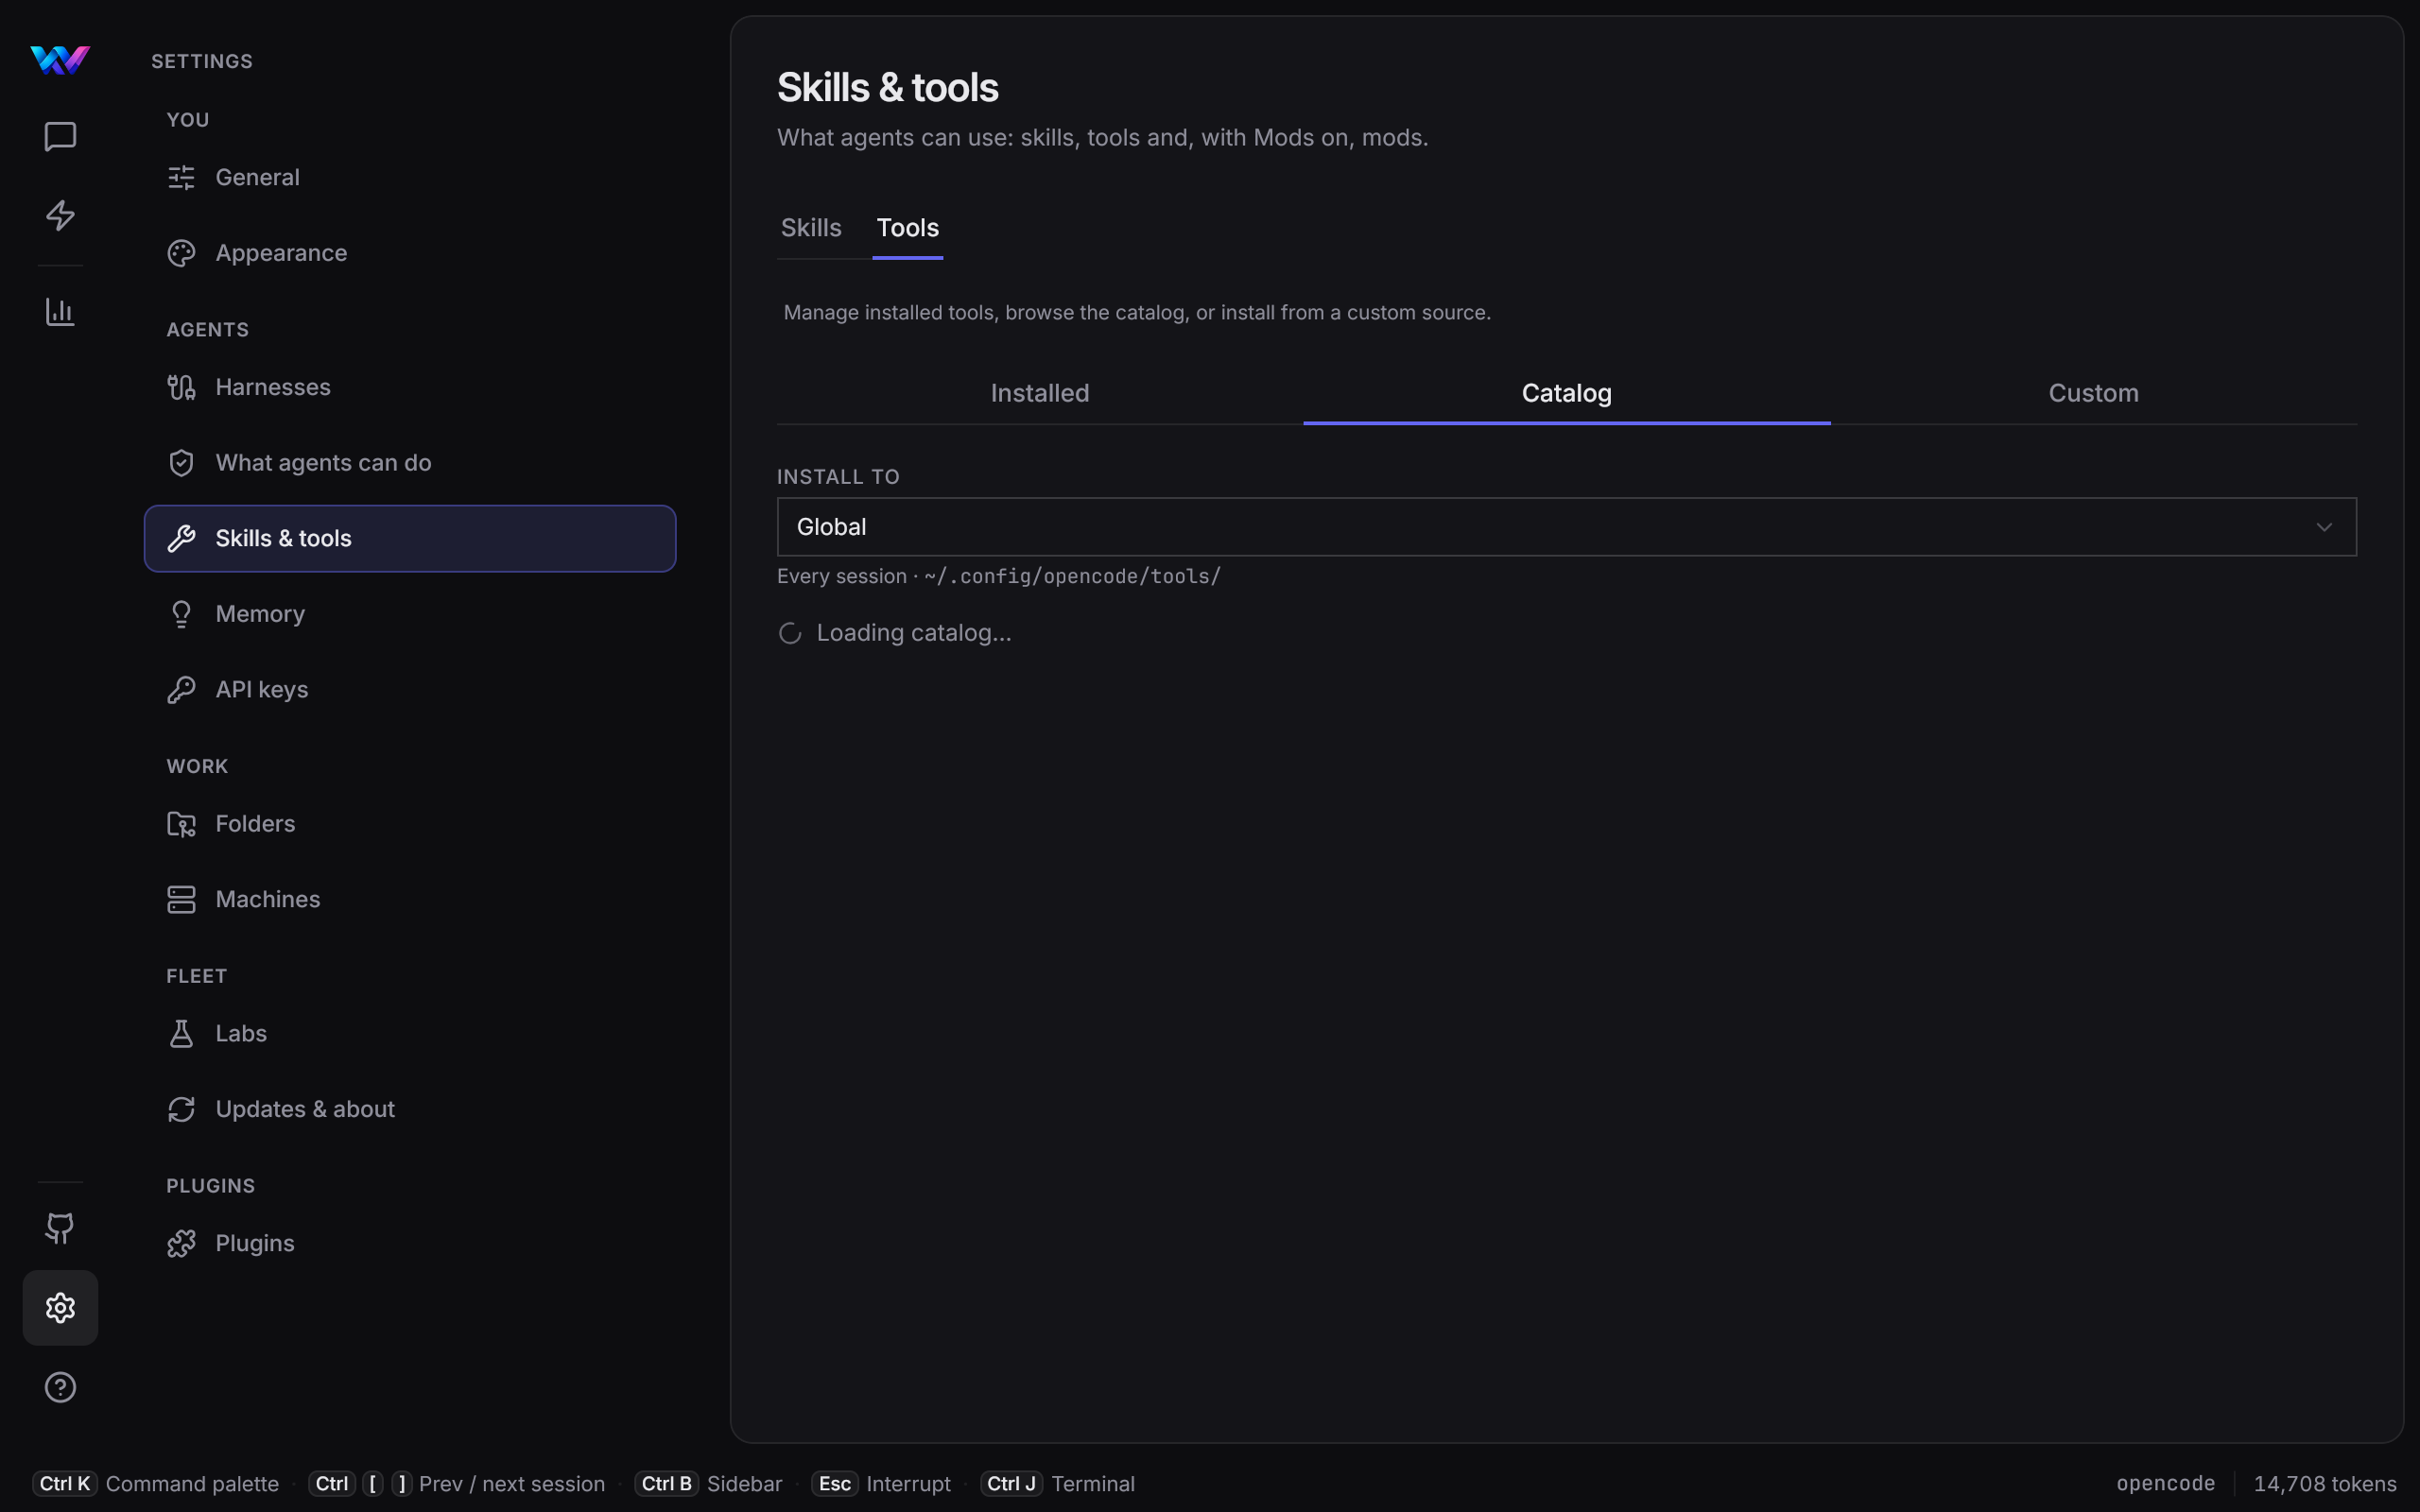 SETTINGS
YOU
General
Appearance
AGENTS
Harnesses
What agents can do
Skills & tools
Memory
API keys
WORK
Folders
Machines
FLEET
Labs
Updates & about
PLUGINS
Plugins
Skills & tools
What agents can use: skills, tools and, with Mods on, mods.
Skills Tools
Manage installed tools, browse the catalog, or install from a custom source.
Installed Catalog Custom
INSTALL TO
Global
Every session · ~/.config/opencode/tools/
Loading catalog...
Ctrl K Command palette · Ctrl [ ] Prev / next session · Ctrl B Sidebar · Esc Interrupt · Ctrl J Terminal
opencode 14,708 tokens